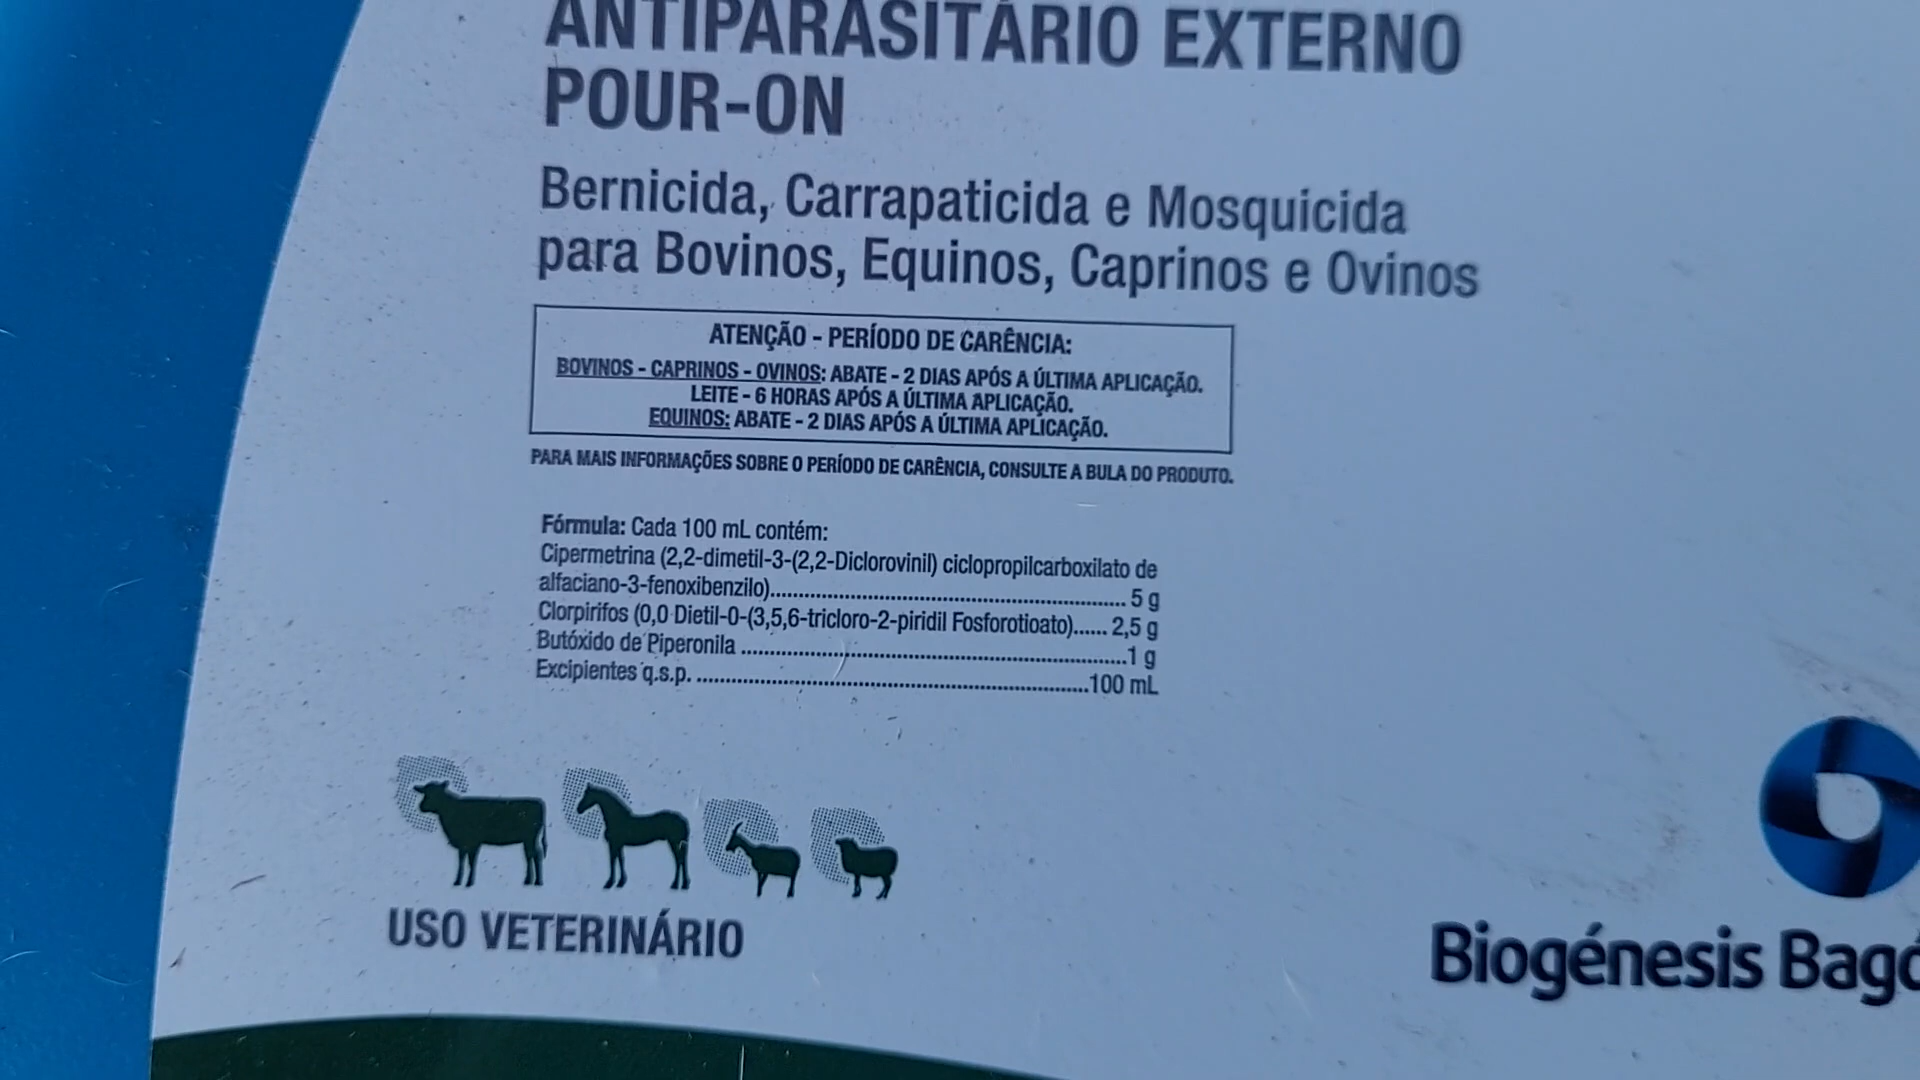 ANTIPARASITÁRIO EXTERNO
POUR-ON
Bernicida, Carrapaticida e Mosquicida
para Bovinos, Equinos, Caprinos e Ovinos
ATENÇÃO - PERÍODO DE CARÊNCIA:
BOVINOS - CAPRINOS - OVINOS: ABATE - 2 DIAS APÓS A ÚLTIMA APLICAÇÃO.
LEITE - 6 HORAS APÓS A ÚLTIMA APLICAÇÃO.
EQUINOS: ABATE - 2 DIAS APÓS A ÚLTIMA APLICAÇÃO.
PARA MAIS INFORMAÇÕES SOBRE O PERÍODO DE CARÊNCIA, CONSULTE A BULA DO PRODUTO.
Fórmula: Cada 100 mL contém:
Cipermetrina (2,2-dimetil-3-(2,2-Diclorovinil) ciclopropilcarboxilato de
alfaciano-3-fenoxibenzilo)........ 5 g
Clorpirifos (0,0 Dietil-0-(3,5,6-tricloro-2-piridil Fosforotioato)...... 2,5 g
Butóxido de Piperonila ........1 g
Excipientes q.s.p. ........100 mL
USO VETERINÁRIO
Biogénesis Bagó